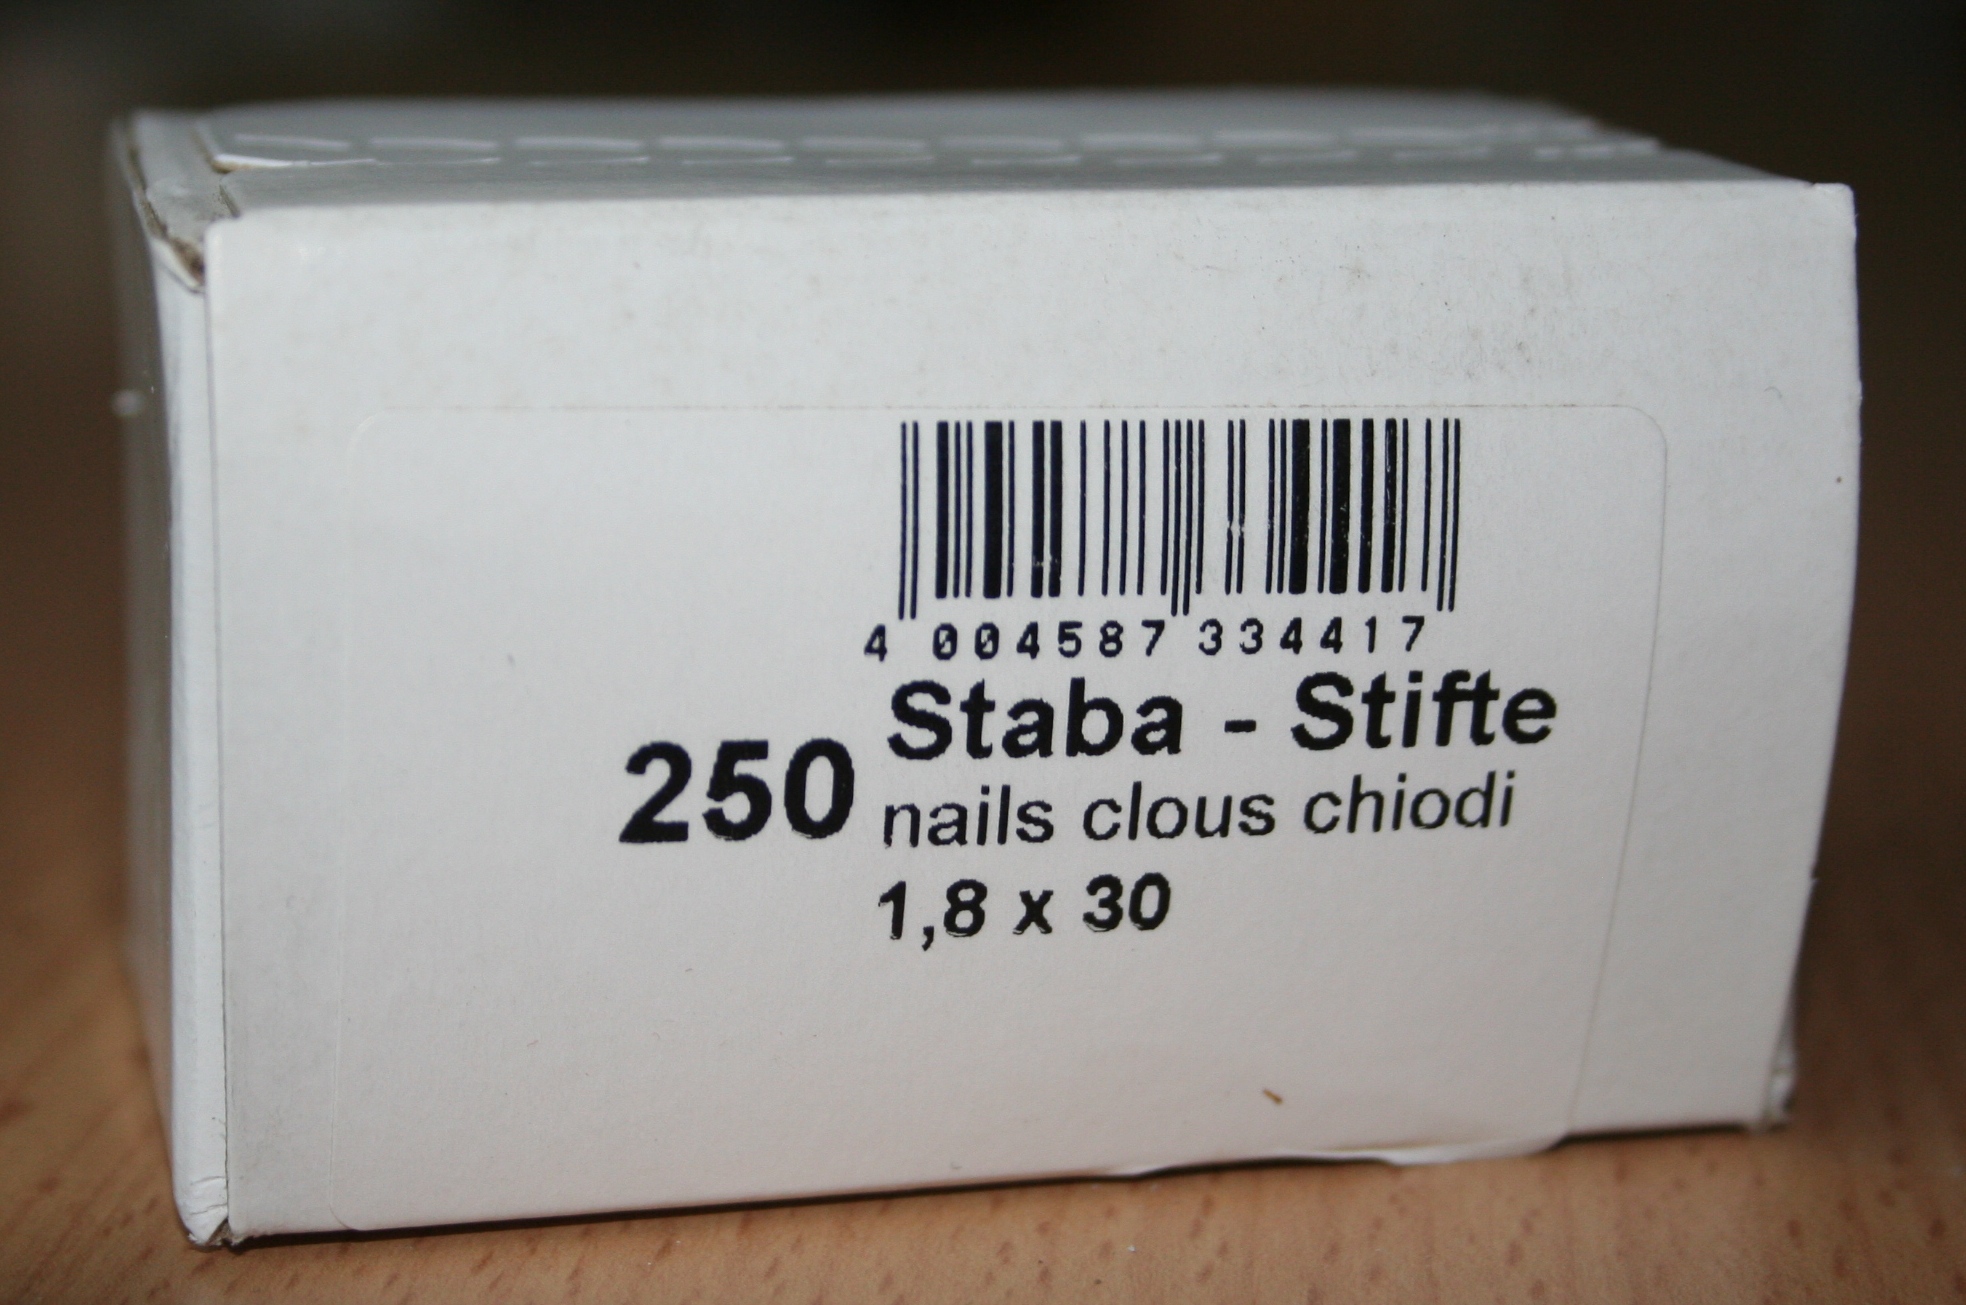 4 004587 334417
Staba - Stifte
250 nails clous chiodi
1,8 x 30